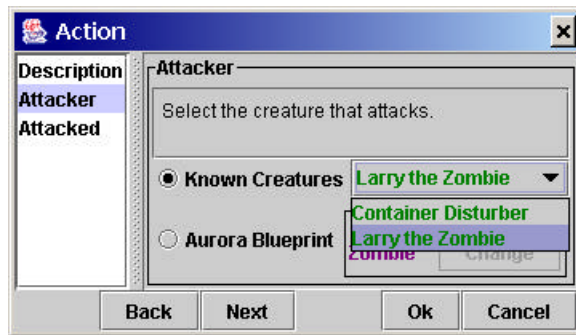 Action
Description
Attacker
Attacked
Attacker
Select the creature that attacks.
Known Creatures
Larry the Zombie
Container Disturber
Larry the Zombie
Aurora Blueprint
Zombie
Change
Back
Next
Ok
Cancel